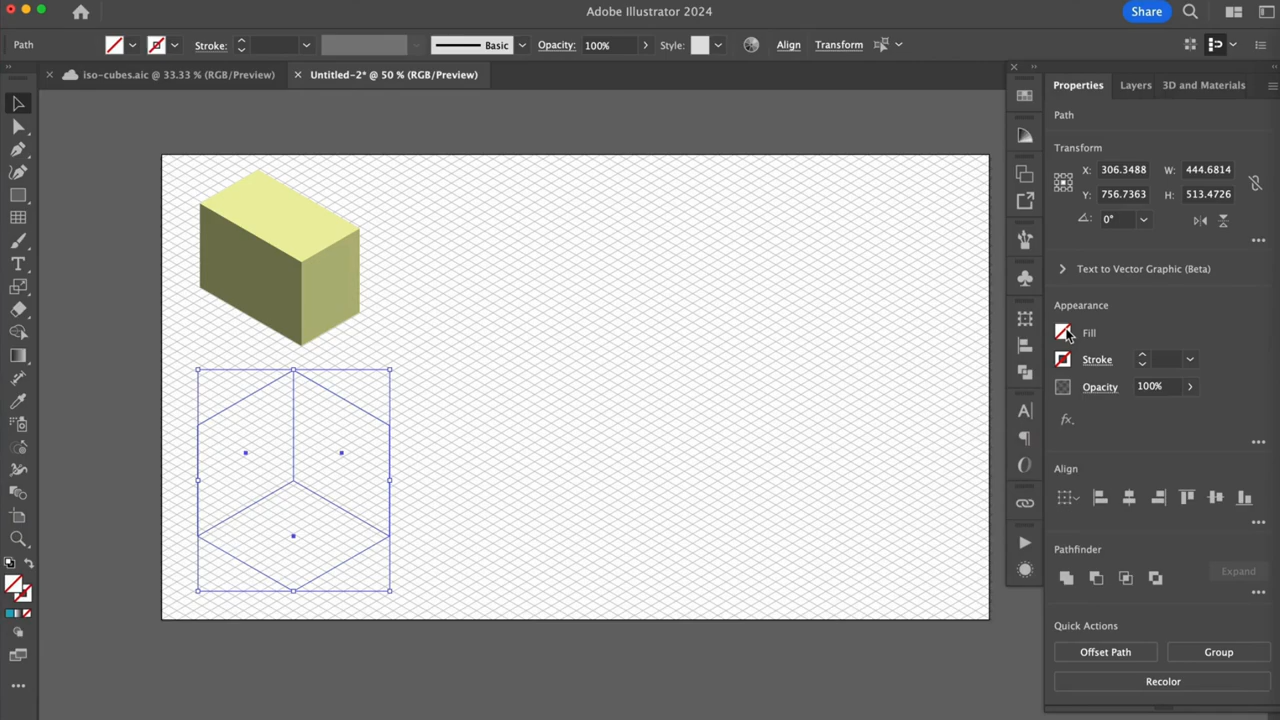 Adobe Illustrator 2024
Share
Path
Stroke:
Basic
Opacity:
100%
Style:
Align
Transform
iso-cubes.aic @ 33.33 % (RGB/Preview)
Untitled-2* @ 50 % (RGB/Preview)
Properties
Layers
3D and Materials
Path
Transform
X: 306.3488
W: 444.6814
Y: 756.7363
H: 513.4726
0°
Text to Vector Graphic (Beta)
Appearance
Fill
Stroke
Opacity
100%
fx.
Align
Pathfinder
Expand
Quick Actions
Offset Path
Group
Recolor